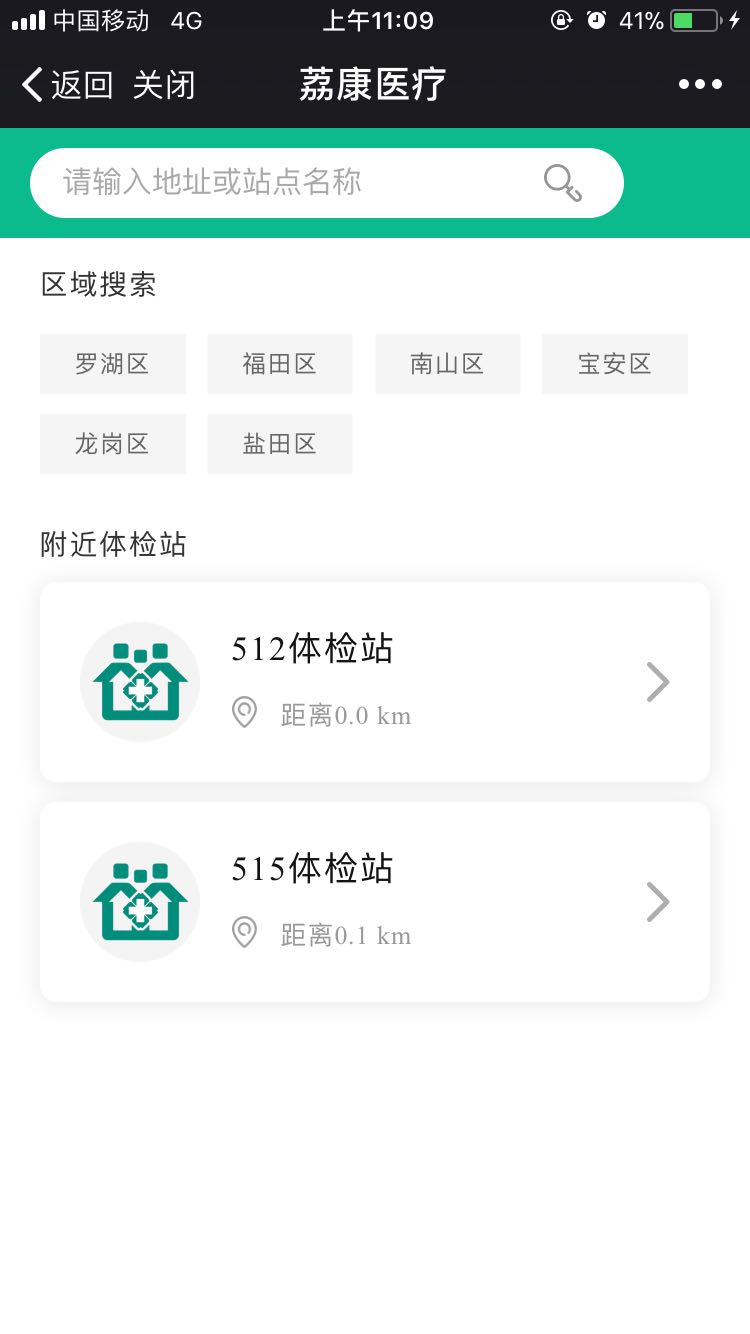 中国移动 4G 上午11:09 41%
返回 关闭 荔康医疗
请输入地址或站点名称
区域搜索
罗湖区 福田区 南山区 宝安区
龙岗区 盐田区
附近体检站
512体检站
距离0.0 km
515体检站
距离0.1 km